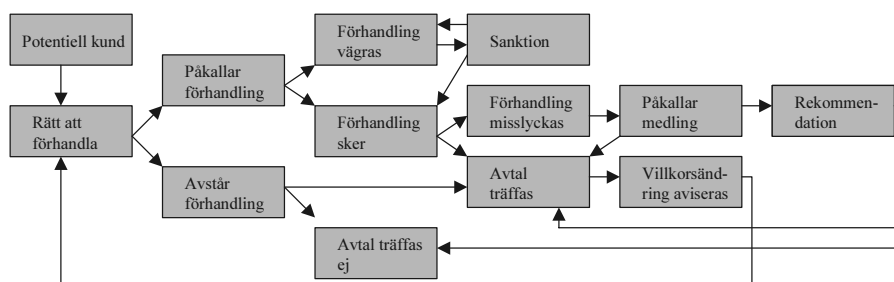 Potentiell kund
Rätt att
förhandla
Påkallar
förhandling
Avstår
förhandling
Förhandling
vägras
Förhandling
sker
Avtal träffas
ej
Sanktion
Förhandling
misslyckas
Avtal
träffas
Påkallar
medling
Villkorsänd-
ring aviseras
Rekommen-
dation